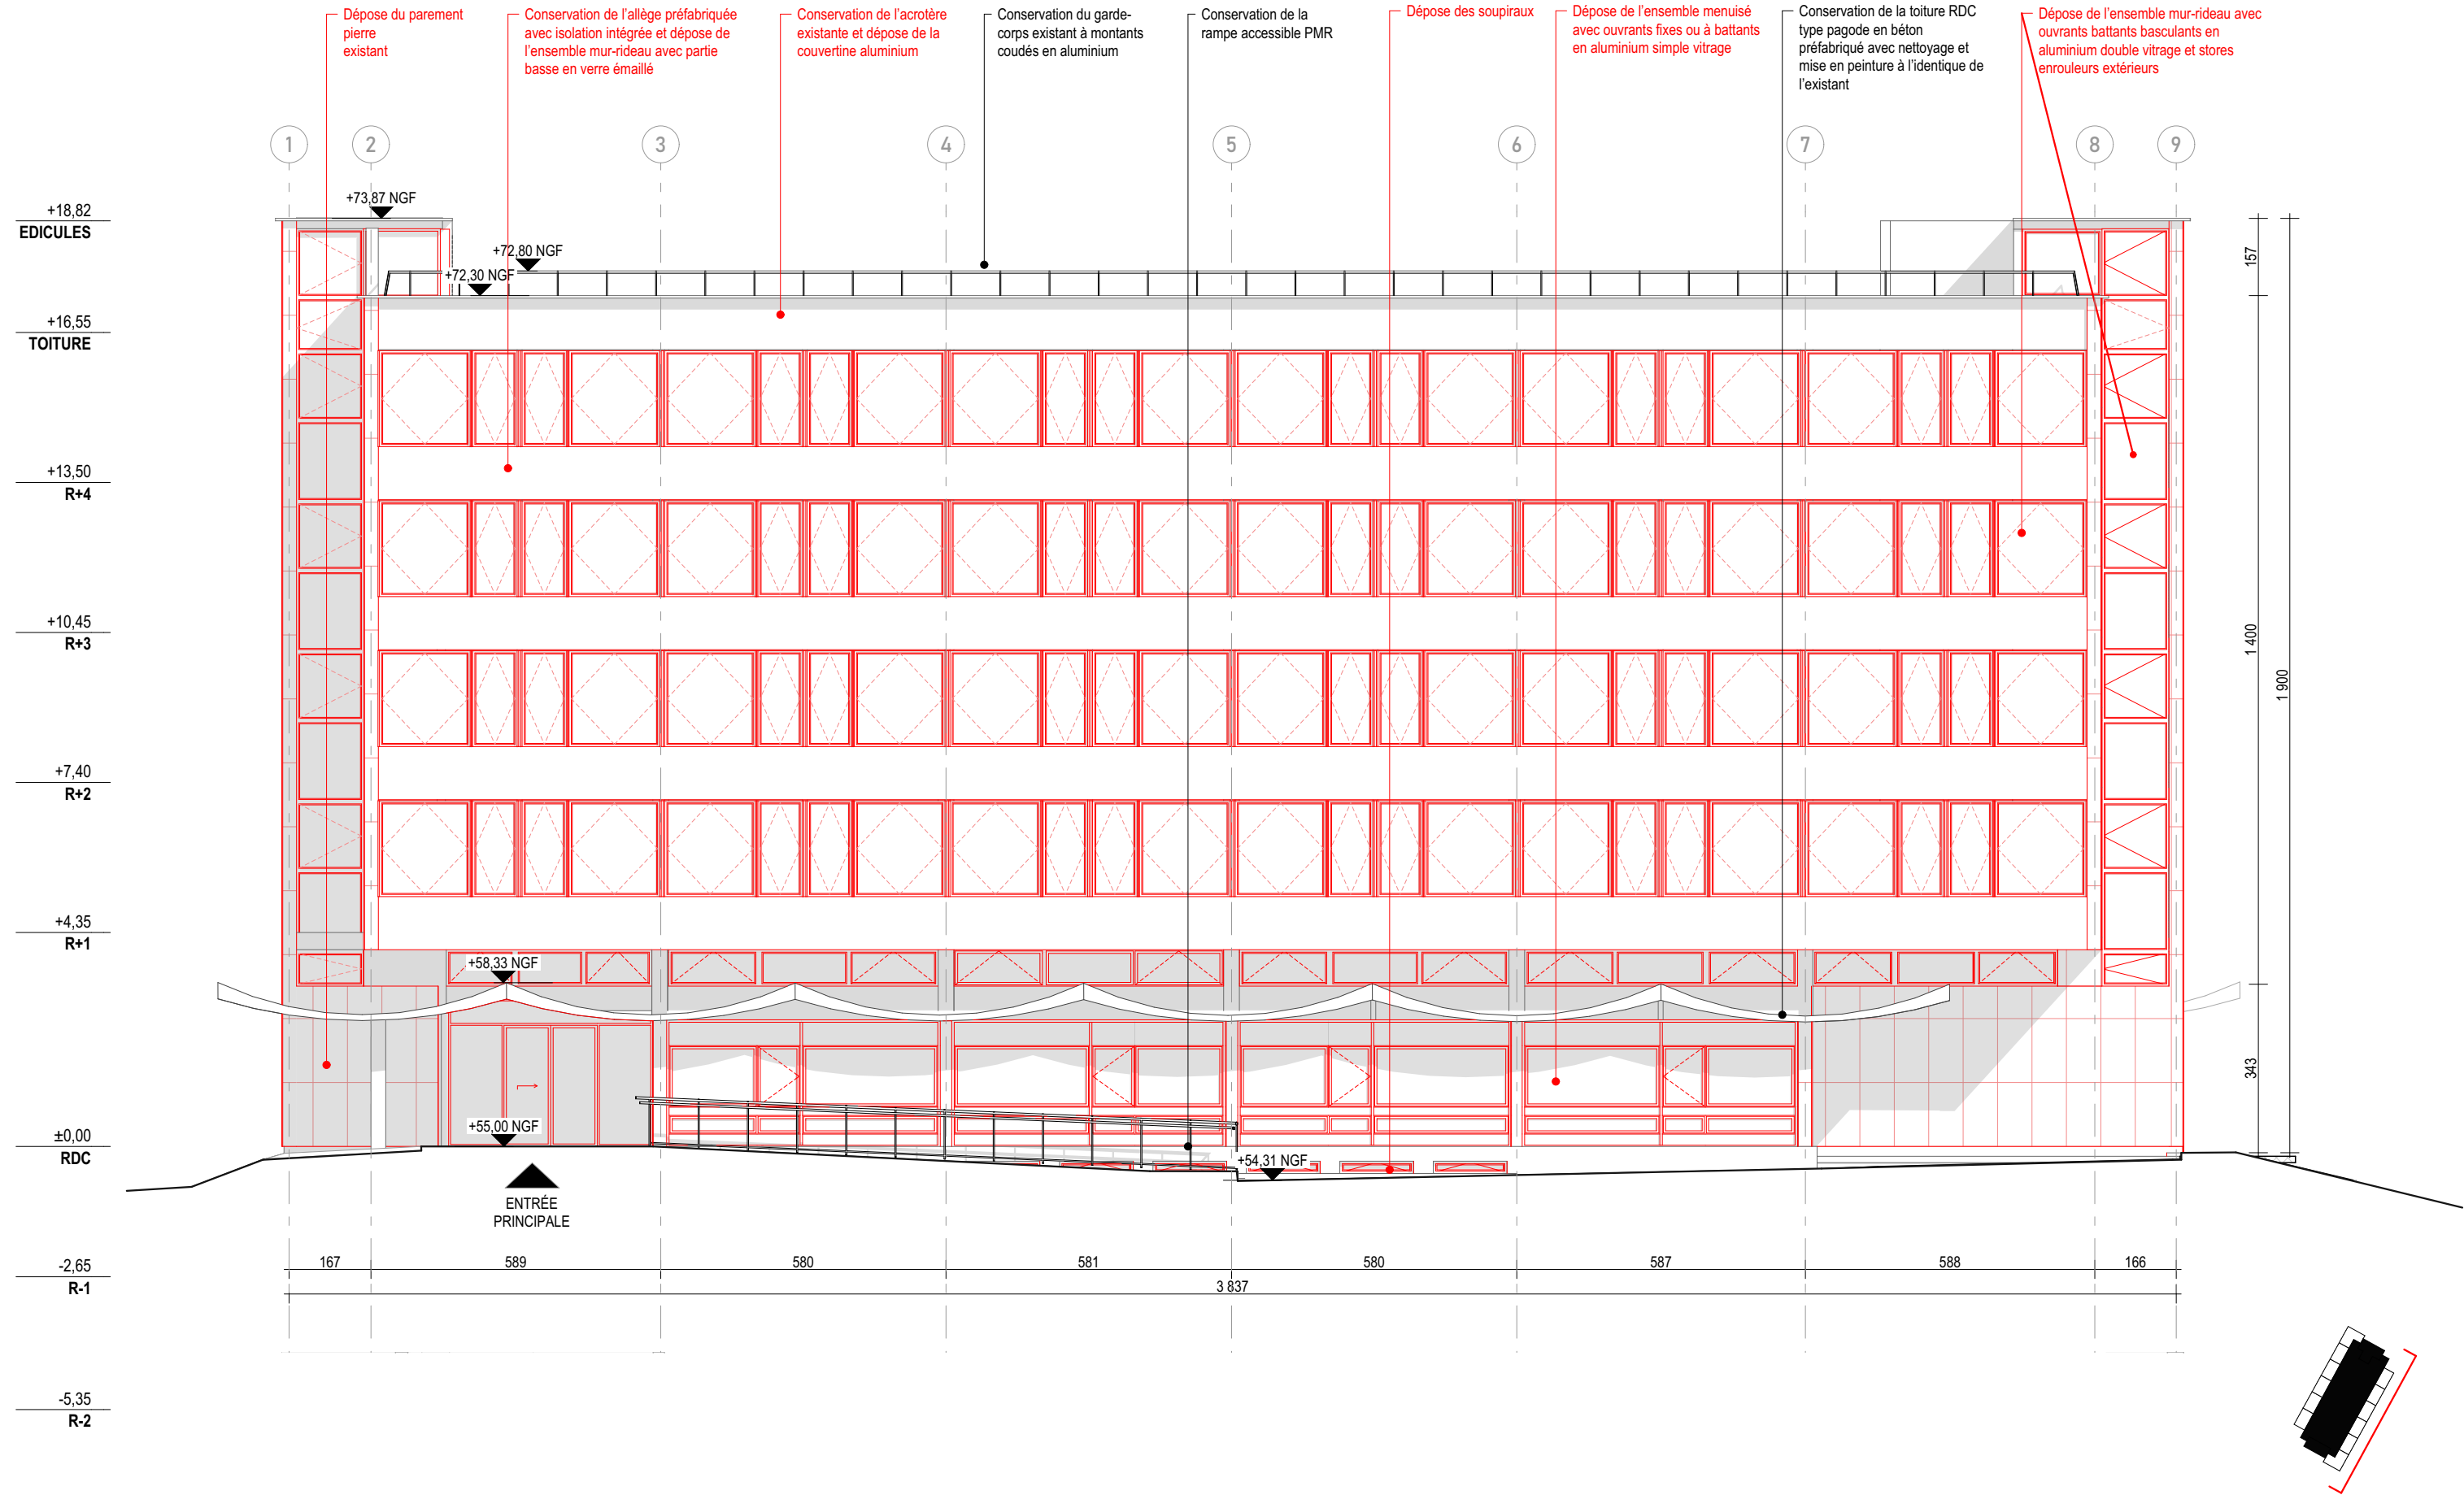 Dépose du parement
pierre
existant
Conservation de l'allège préfabriquée
avec isolation intégrée et dépose de
l'ensemble mur-rideau avec partie
basse en verre émaillé
Conservation de l'acrotère
existante et dépose de la
couvertine aluminium
Conservation du garde-
corps existant à montants
coudés en aluminium
Conservation de la
rampe accessible PMR
Dépose des soupiraux
Dépose de l'ensemble menuisé
avec ouvrants fixes ou à battants
en aluminium simple vitrage
Conservation de la toiture RDC
type pagode en béton
préfabriqué avec nettoyage et
mise en peinture à l'identique de
l'existant
Dépose de l'ensemble mur-rideau avec
ouvrants battants basculants en
aluminium double vitrage et stores
enrouleurs extérieurs
1 2 3 4 5 6 7 8 9
+73,87 NGF
+72,80 NGF
+72,30 NGF
+18,82
EDICULES
+16,55
TOITURE
+13,50
R+4
+10,45
R+3
+7,40
R+2
+4,35
R+1
±0,00
RDC
-2,65
R-1
-5,35
R-2
157
1 400
1 900
343
+58,33 NGF
+55,00 NGF
+54,31 NGF
ENTRÉE
PRINCIPALE
167 589 580 581 580 587 588 166
3 837